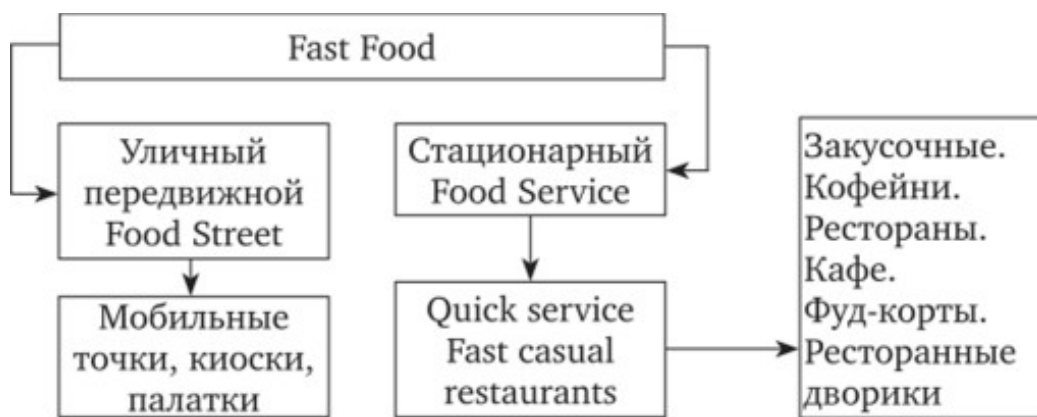 Fast Food
Уличный
передвижной
Food Street
Стационарный
Food Service
Мобильные
точки, киоски,
палатки
Quick service
Fast casual
restaurants
Закусочные.
Кофейни.
Рестораны.
Кафе.
Фуд-корты.
Ресторанные
дворики